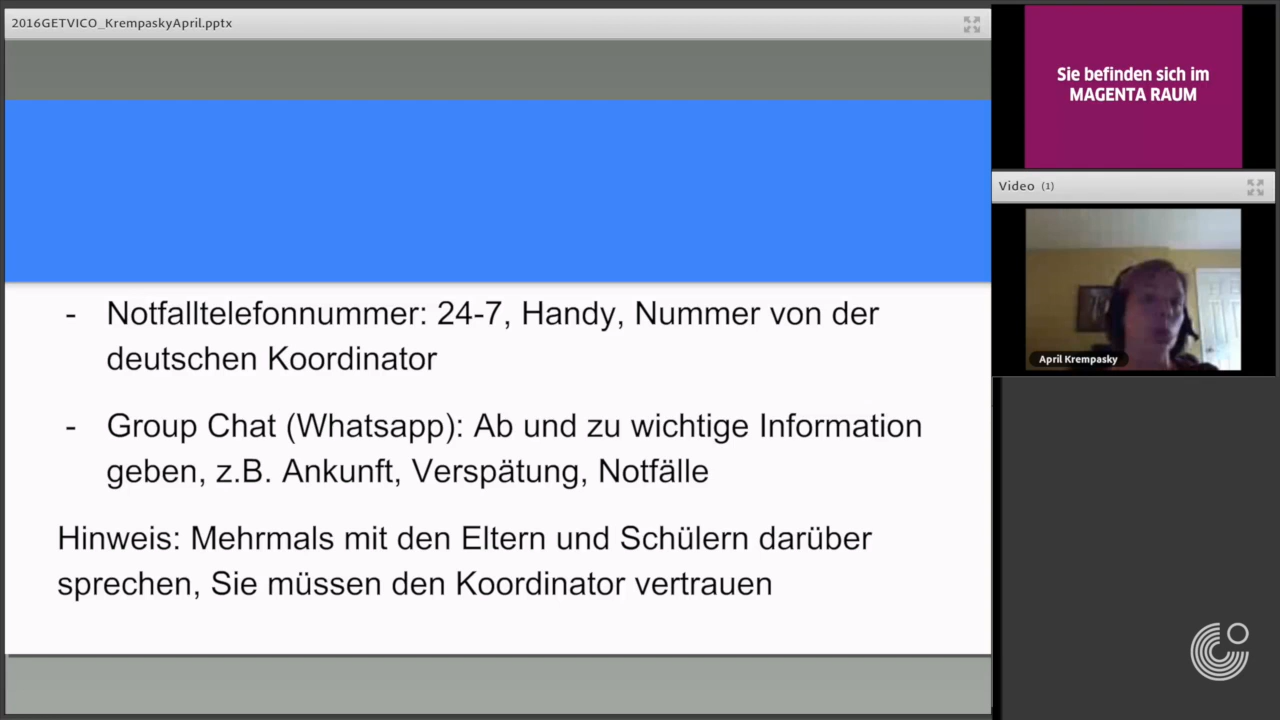 2016GETVICO_KrempaskyApril.pptx
- Notfalltelefonnummer: 24-7, Handy, Nummer von der
deutschen Koordinator
- Group Chat (Whatsapp): Ab und zu wichtige Information
geben, z.B. Ankunft, Verspätung, Notfälle
Hinweis: Mehrmals mit den Eltern und Schülern darüber
sprechen, Sie müssen den Koordinator vertrauen
Sie befinden sich im
MAGENTA RAUM
Video (1)
April Krempasky